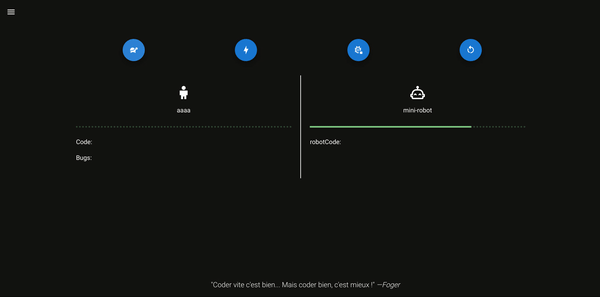 aaaa
mini-robot
Code:
robotCode:
Bugs:
"Coder vite c'est bien... Mais coder bien, c'est mieux !" —Foger